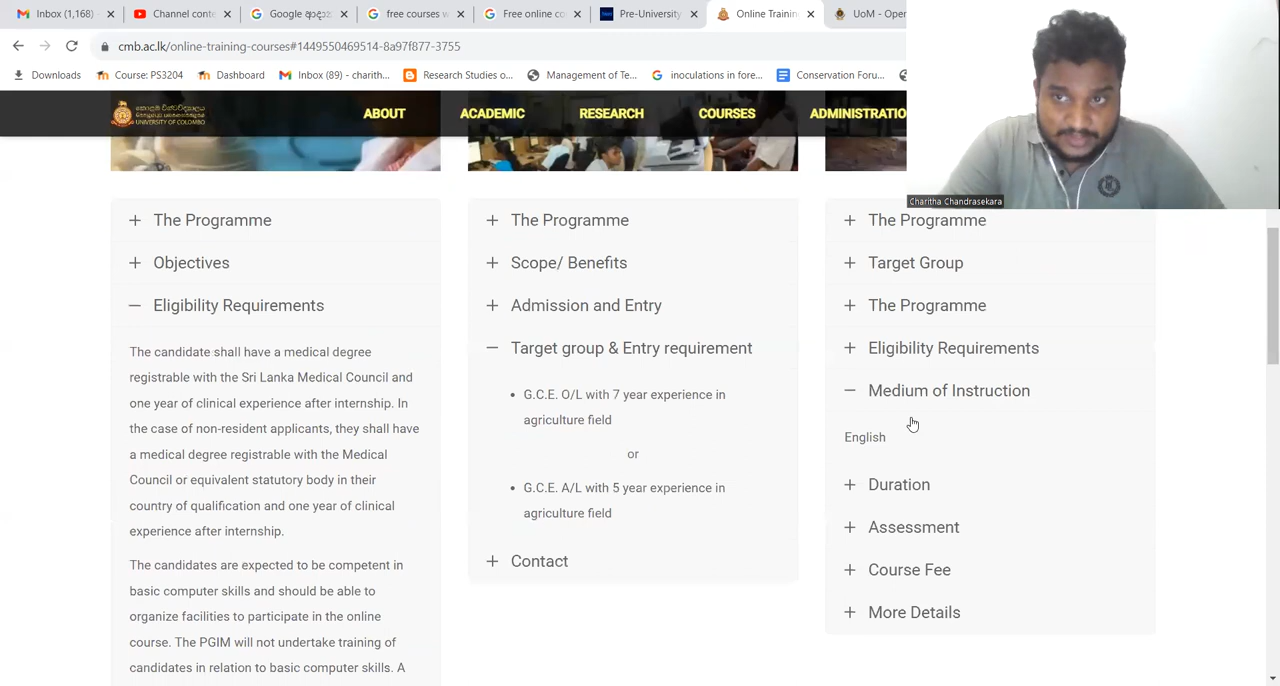 Inbox (1,168)
Channel conte
Google අදාස
free courses w
Free online co
Pre-University
Online Trainin
UoM - Open
cmb.ac.lk/online-training-courses#1449550469514-8a97f877-3755
Downloads
Course: PS3204
Dashboard
Inbox (89) - charith...
Research Studies o...
Management of Te...
inoculations in fore...
Conservation Foru...
UNIVERSITY OF COLOMBO
ABOUT
ACADEMIC
RESEARCH
COURSES
ADMINISTRATIO
Charitha Chandrasekara
+ The Programme
+ Objectives
− Eligibility Requirements
The candidate shall have a medical degree
registrable with the Sri Lanka Medical Council and
one year of clinical experience after internship. In
the case of non-resident applicants, they shall have
a medical degree registrable with the Medical
Council or equivalent statutory body in their
country of qualification and one year of clinical
experience after internship.
The candidates are expected to be competent in
basic computer skills and should be able to
organize facilities to participate in the online
course. The PGIM will not undertake training of
candidates in relation to basic computer skills. A
+ The Programme
+ Scope/ Benefits
+ Admission and Entry
− Target group & Entry requirement
• G.C.E. O/L with 7 year experience in
agriculture field
or
• G.C.E. A/L with 5 year experience in
agriculture field
+ Contact
+ The Programme
+ Target Group
+ The Programme
+ Eligibility Requirements
− Medium of Instruction
English
+ Duration
+ Assessment
+ Course Fee
+ More Details